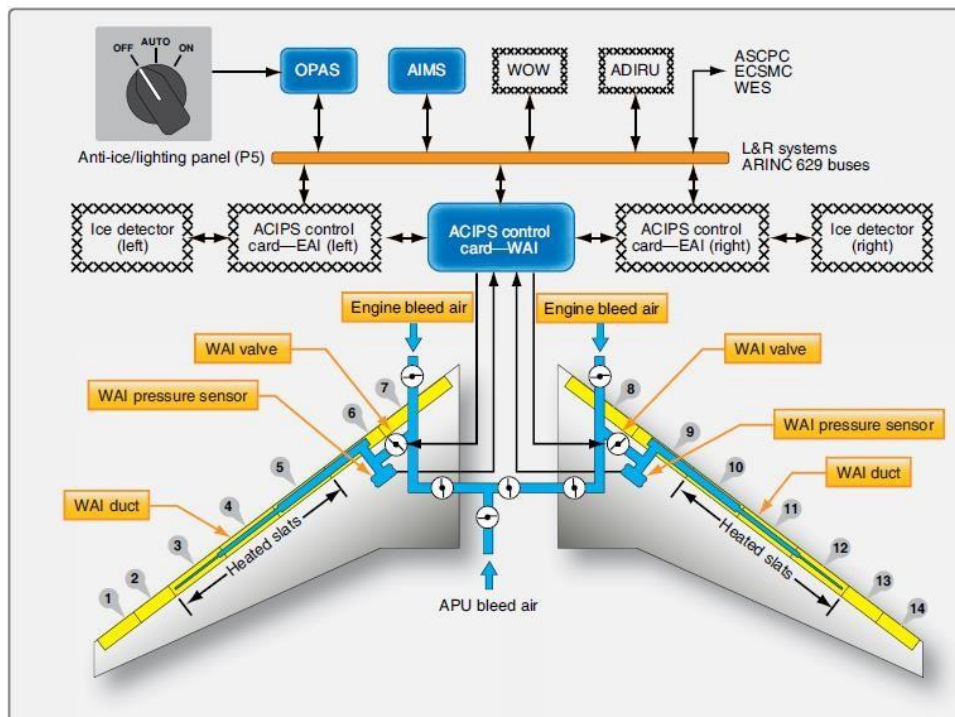 OFF AUTO ON
OPAS
AIMS
WOW
ADIRU
ASCPC
ECSMC
WES
Anti-ice/lighting panel (P5)
L&R systems
ARINC 629 buses
Ice detector
(left)
ACIPS control
card—EAI (left)
ACIPS control
card—WAI
ACIPS control
card—EAI (right)
Ice detector
(right)
Engine bleed air
Engine bleed air
WAI valve
WAI valve
WAI pressure sensor
WAI pressure sensor
WAI duct
WAI duct
7
6
5
4
3
2
1
Heated slats
8
9
10
11
12
13
14
Heated slats
APU bleed air